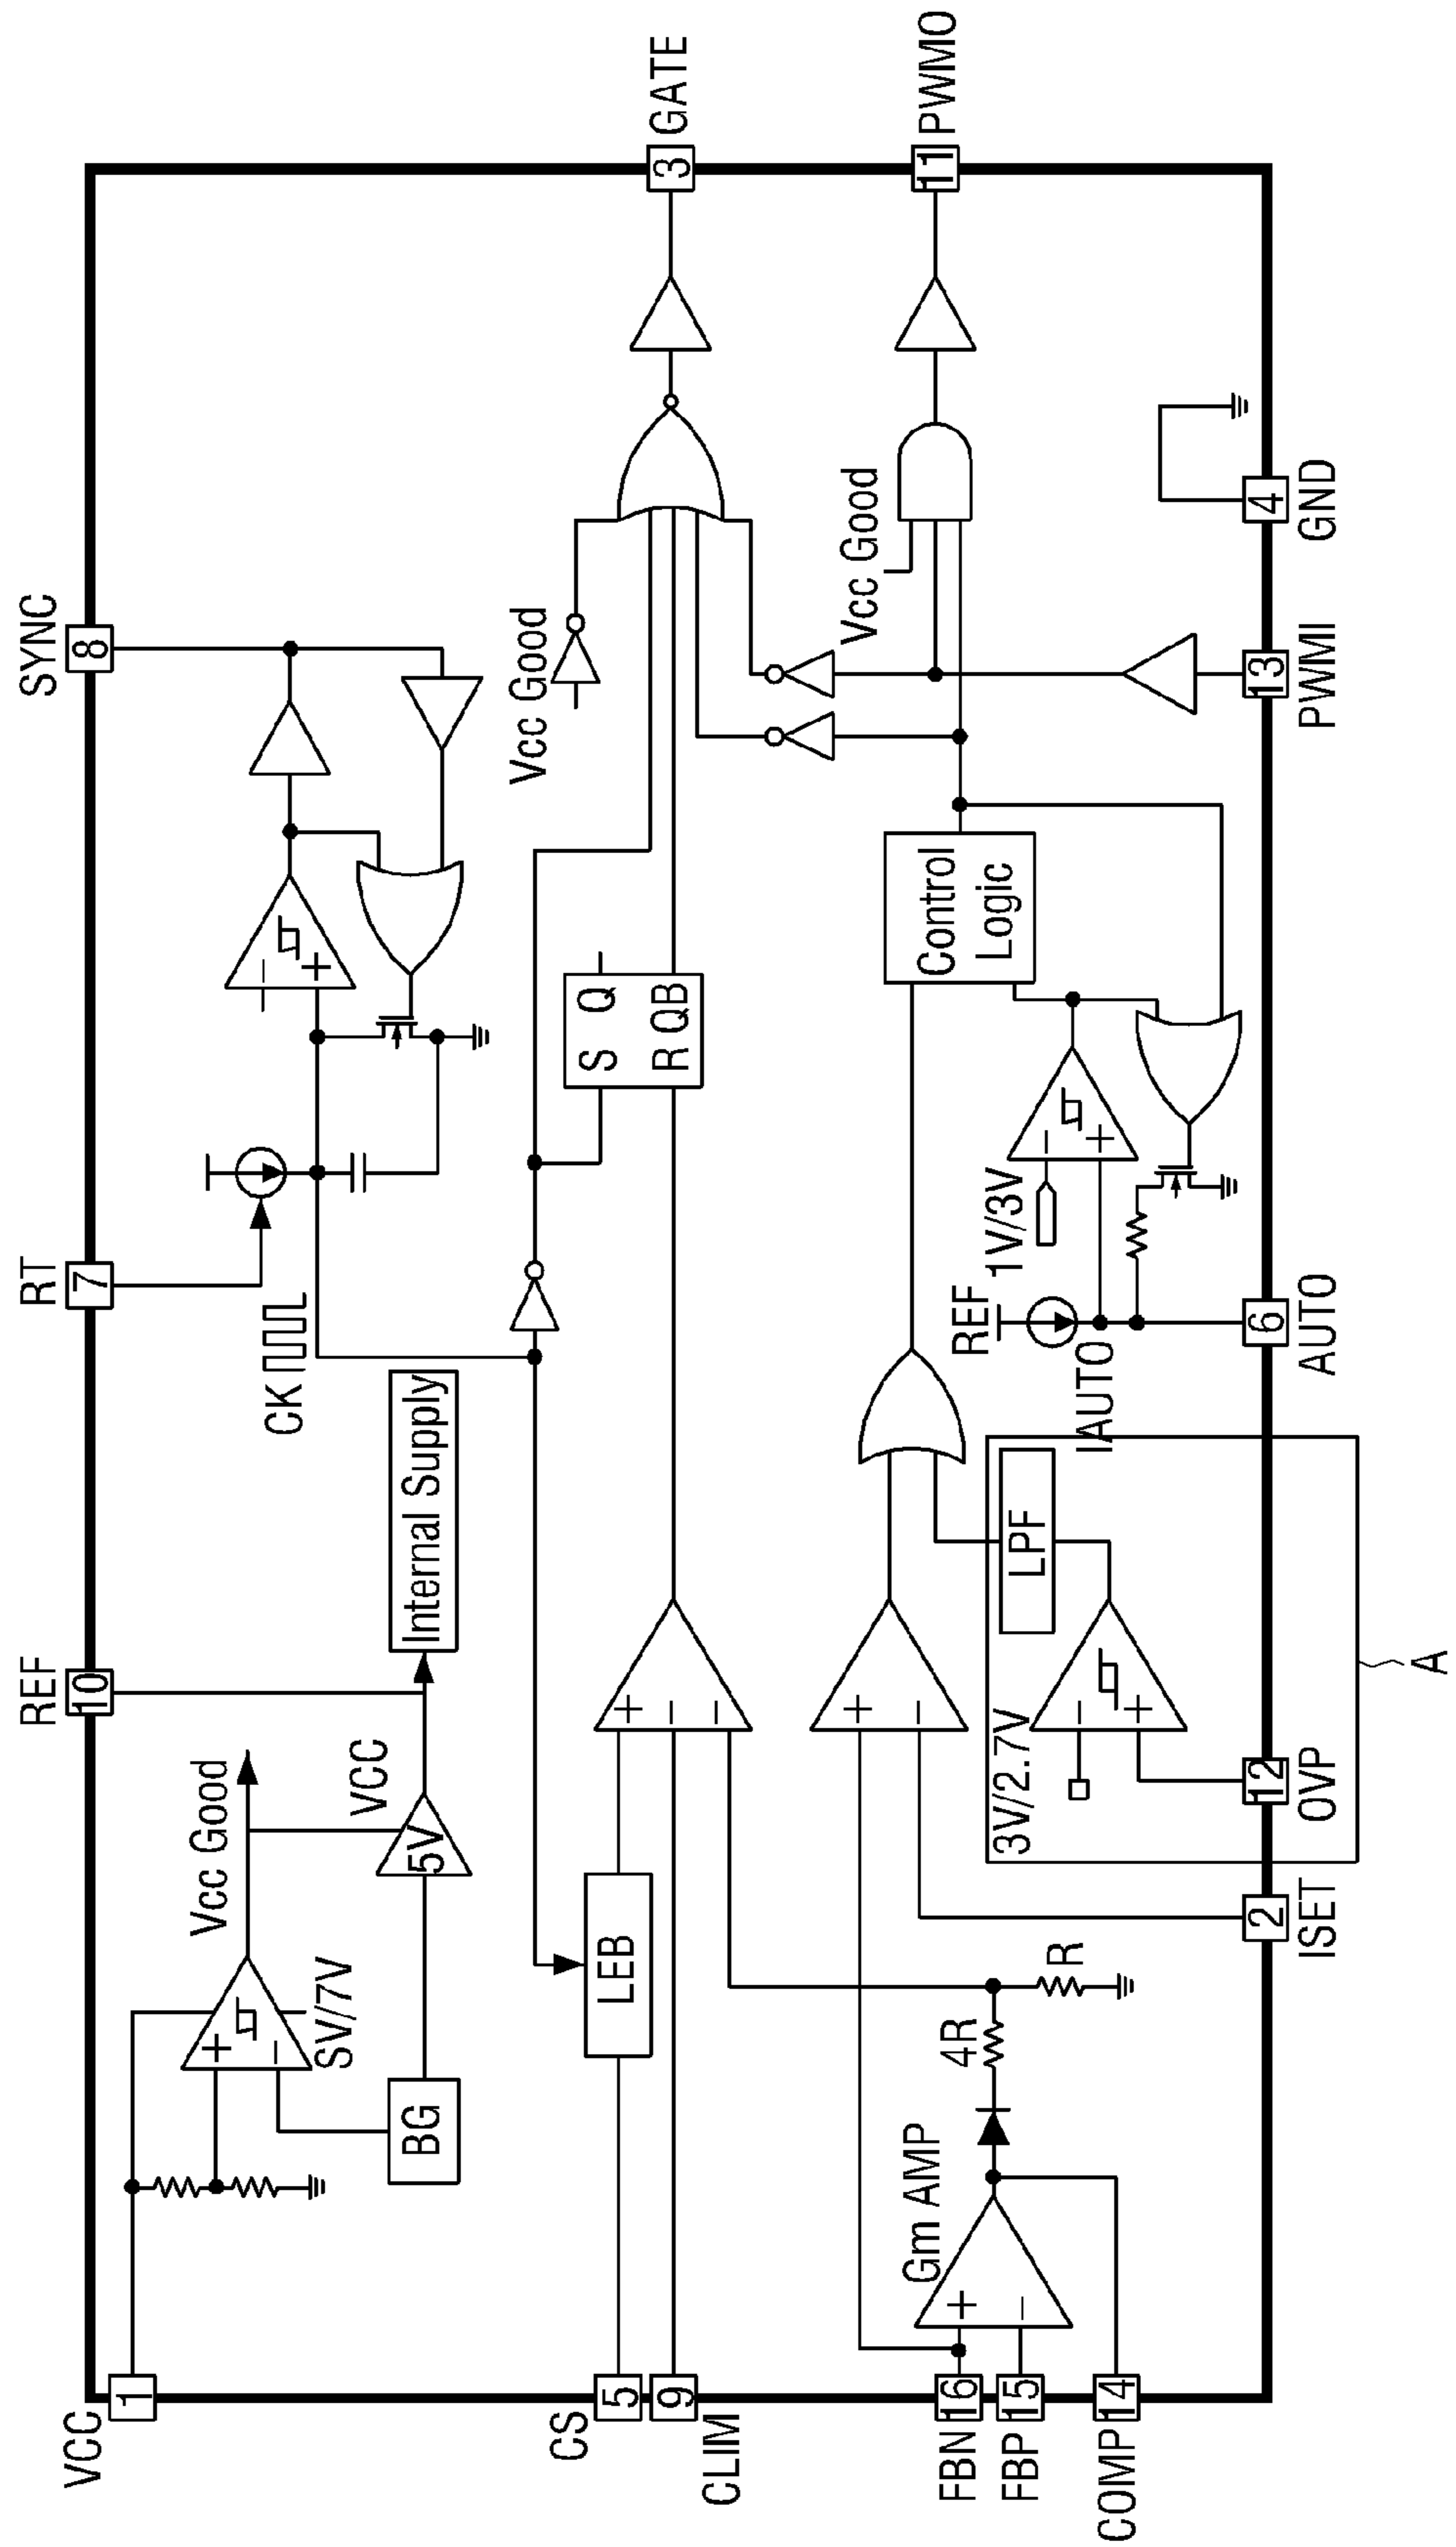 SYNC
8
RT
7
REF
10
VCC
1
CK
Vcc Good
5V/7V
BG
5V
VCC
Internal Supply
CS
5
CLIM
9
LEB
S Q
R QB
Vcc Good
3
GATE
FBN
16
FBP
15
COMP
14
Gm AMP
+
−
4R
R
ISET
2
3V/2.7V
OVP
12
LPF
A
REF
IAUTO
1V/3V
AUTO
6
Control
Logic
Vcc Good
PWMI
13
GND
4
11
PWMO